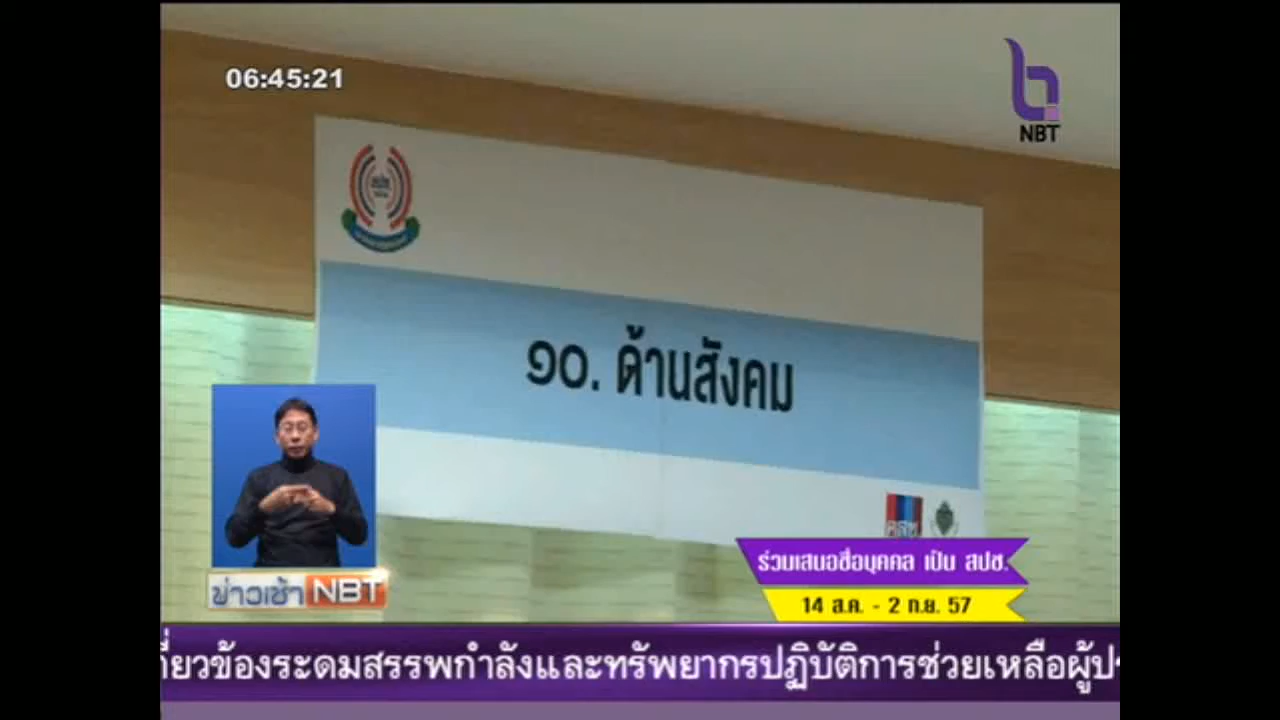 06:45:21
NBT
๑๐. ด้านสังคม
คสช
ข่าวเช้า NBT
ร่วมเสนอชื่อบุคคล เป็น สปช.
14 ส.ค. - 2 ก.ย. 57
กี่ยวข้องระดมสรรพกำลังและทรัพยากรปฏิบัติการช่วยเหลือผู้ป